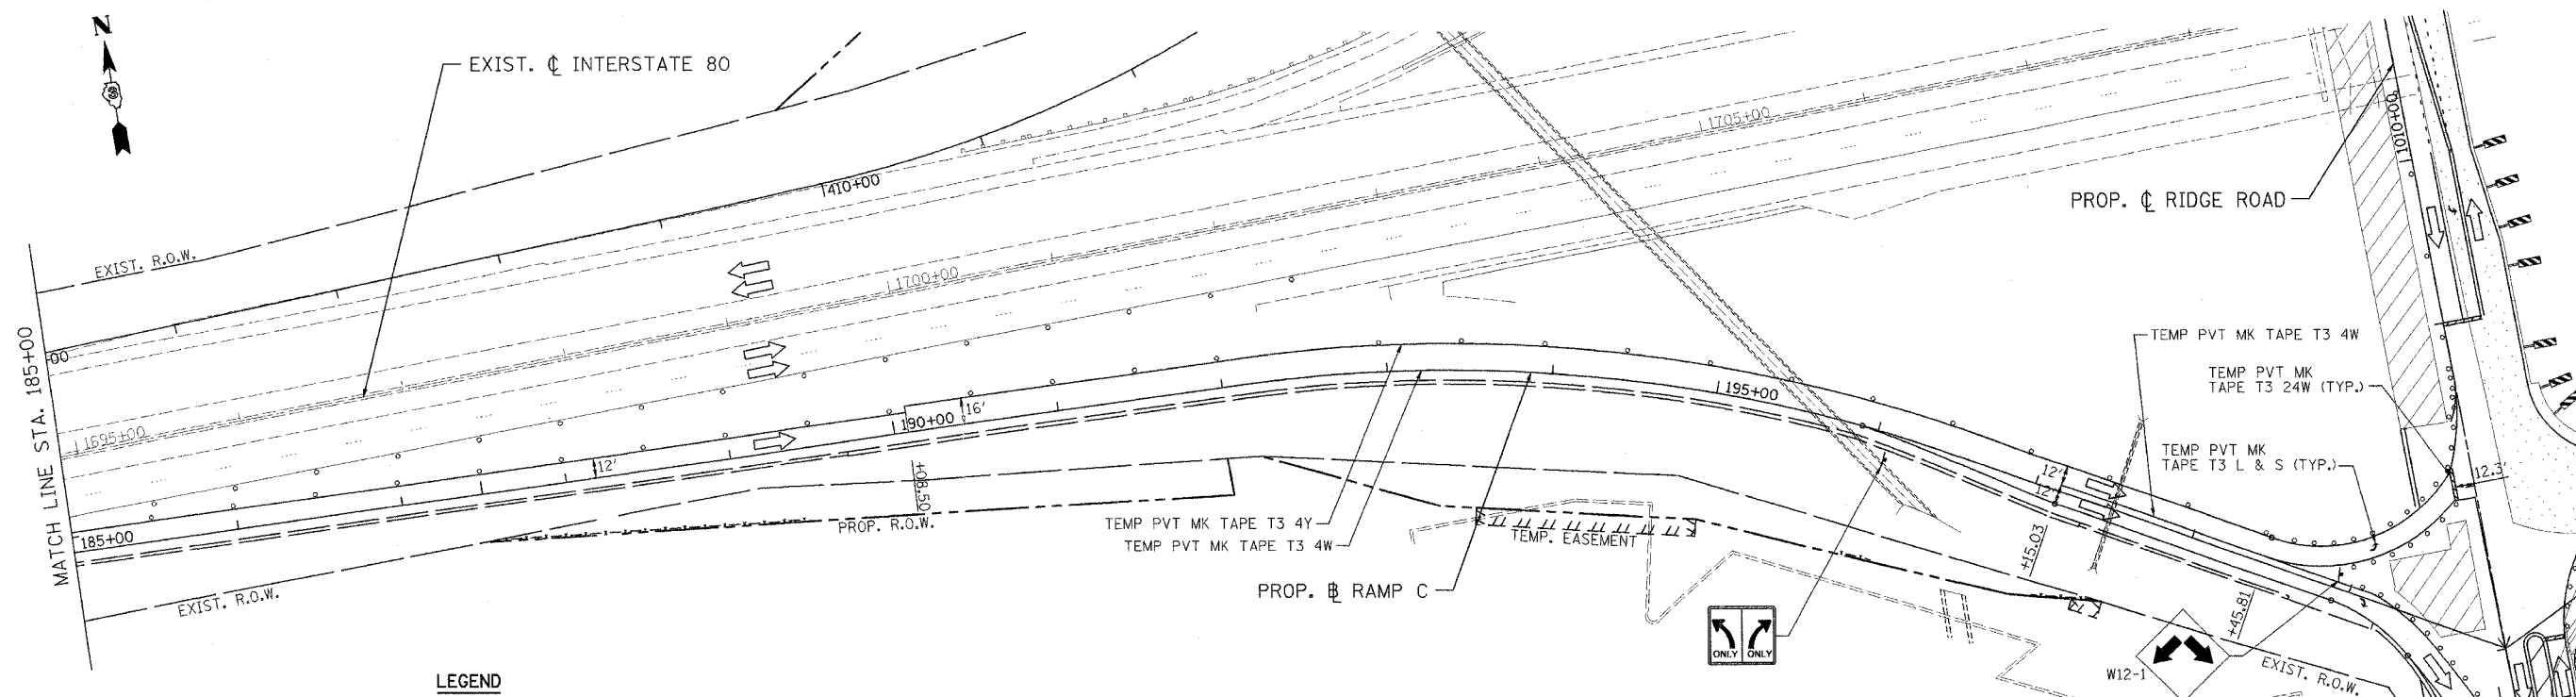 N
EXIST. ℄ INTERSTATE 80
410+00
1705+00
1010+00
PROP. ℄ RIDGE ROAD
EXIST. R.O.W.
1700+00
MATCH LINE STA. 185+00
00
1695+00
185+00
12'
190+00
16'
195+00
+08.50
PROP. R.O.W.
EXIST. R.O.W.
TEMP PVT MK TAPE T3 4Y
TEMP PVT MK TAPE T3 4W
TEMP. EASEMENT
PROP. ⅊ RAMP C
TEMP PVT MK TAPE T3 4W
TEMP PVT MK
TAPE T3 24W (TYP.)
TEMP PVT MK
TAPE T3 L & S (TYP.)
12.3'
12'
12'
+15.03
+45.81
ONLY ONLY
W12-1
EXIST. R.O.W.
LEGEND